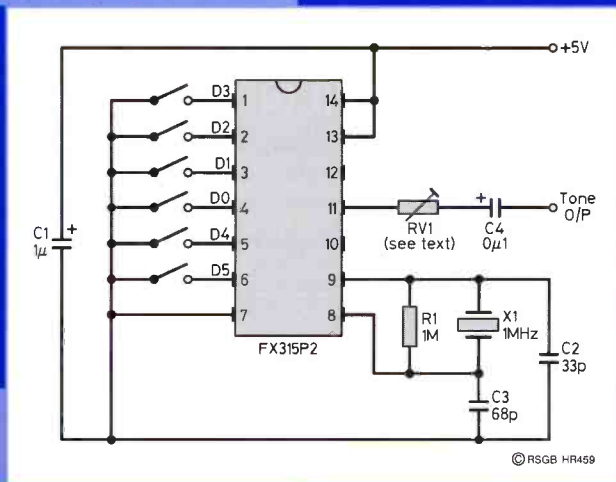 +5V
D3
1
14
D2
2
13
D1
3
12
D0
4
11
D4
5
10
D5
6
9
7
8
FX315P2
C1
1µ
+
RV1
(see text)
+
C4
0µ1
Tone
O/P
R1
1M
X1
1MHz
C2
33p
C3
68p
© RSGB HR459